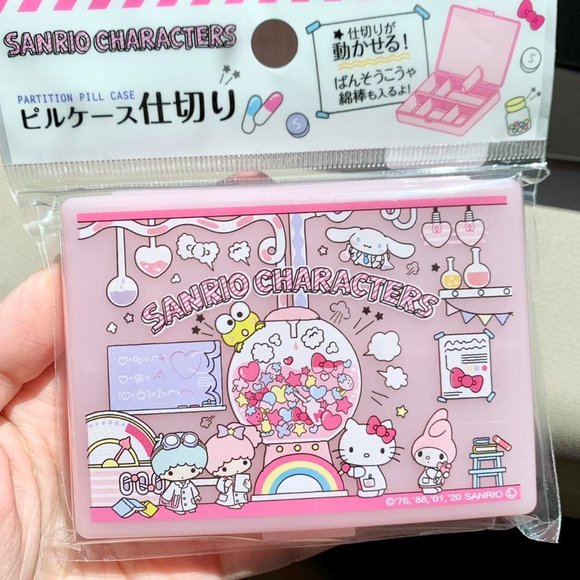 SANRIO CHARACTERS
PARTITION PILL CASE
ピルケース仕切り
仕切りが
動かせる!
ばんそうこうや
綿棒も入るよ!
S
S
SANRIO CHARACTERS
©'76,'88,'01,'20 SANRIO Ⓛ